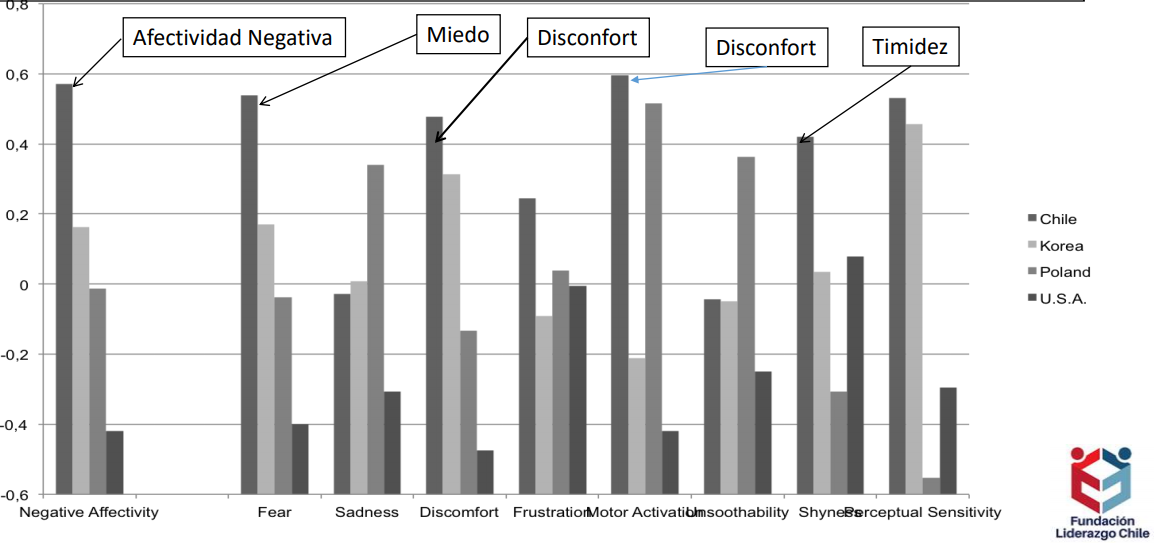 0,8
Afectividad Negativa
Miedo
Disconfort
Disconfort
Timidez
0,6
0,4
0,2
0
-0,2
-0,4
-0,6
Chile
Korea
Poland
U.S.A.
Negative Affectivity
Fear
Sadness
Discomfort
Frustration
Motor Activation
Unsoothability
Shyness
Perceptual Sensitivity
Fundación
Liderazgo Chile